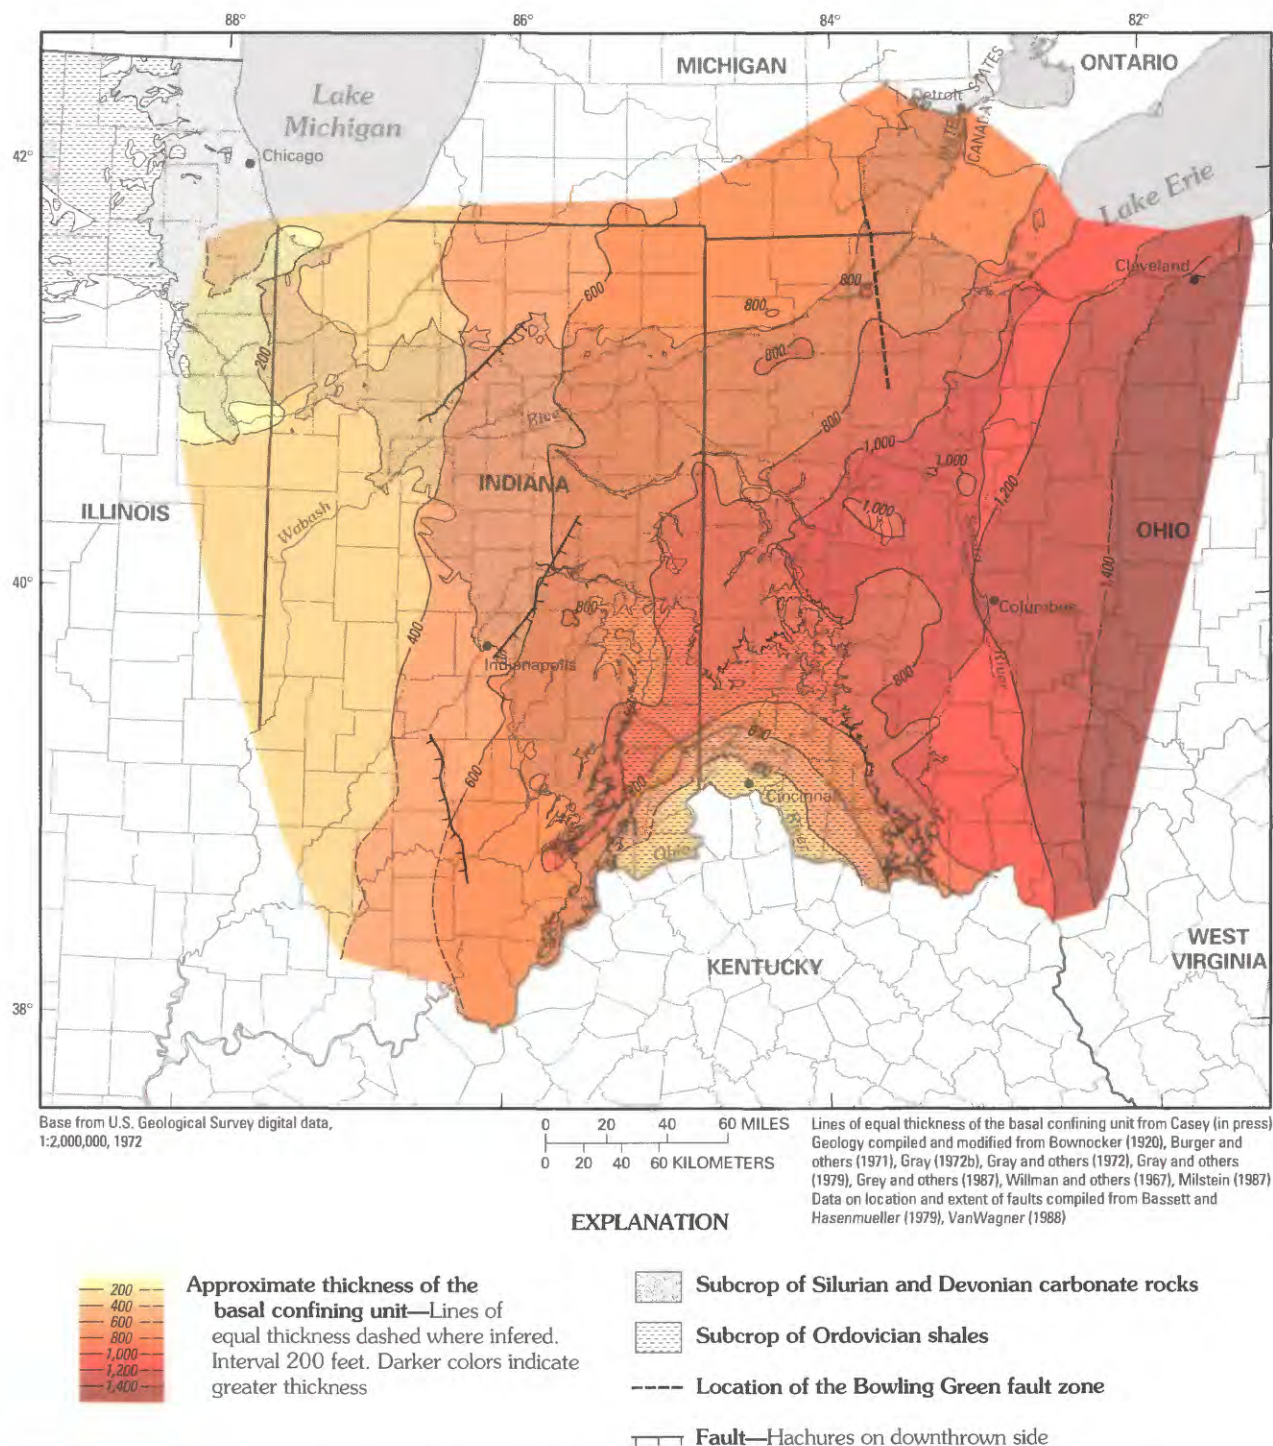 88°
86°
84°
82°
MICHIGAN
ONTARIO
Lake
Michigan
Detroit
UNITED STATES
CANADA
42°
Chicago
Lake Erie
Cleveland
600
800
800
200
800
River
800
1,000
1,000
1,200
INDIANA
ILLINOIS
Wabash
1,000
Scioto
OHIO
1,400
40°
800
Columbus
400
Indianapolis
800
River
600
800
800
Cincinnati
Ohio
River
WEST
VIRGINIA
KENTUCKY
38°
Base from U.S. Geological Survey digital data,
1:2,000,000, 1972
0 20 40 60 MILES
0 20 40 60 KILOMETERS
Lines of equal thickness of the basal confining unit from Casey (in press)
Geology compiled and modified from Bownocker (1920), Burger and
others (1971), Gray (1972b), Gray and others (1972), Gray and others
(1979), Grey and others (1987), Willman and others (1967), Milstein (1987)
Data on location and extent of faults compiled from Bassett and
Hasenmueller (1979), VanWagner (1988)
EXPLANATION
200
400
600
800
1,000
1,200
1,400
Approximate thickness of the
basal confining unit—Lines of
equal thickness dashed where infered.
Interval 200 feet. Darker colors indicate
greater thickness
Subcrop of Silurian and Devonian carbonate rocks
Subcrop of Ordovician shales
Location of the Bowling Green fault zone
Fault—Hachures on downthrown side